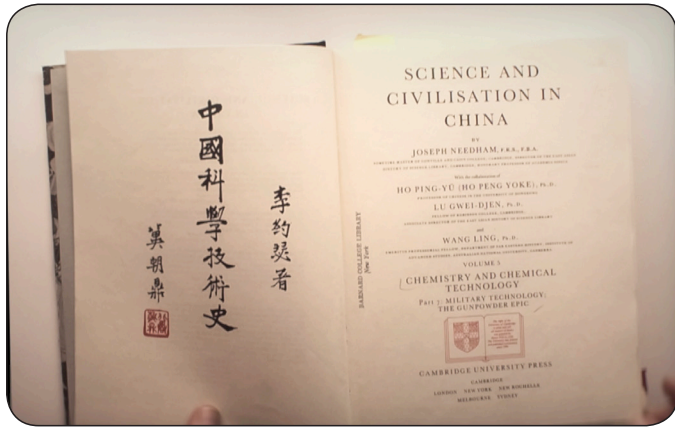 中國科學技術史
李約瑟著
冀朝鼎
SCIENCE AND
CIVILISATION IN
CHINA
BY
JOSEPH NEEDHAM, F.R.S., F.B.A.
With the collaboration of
HO PING-YÜ (HO PENG YOKE), PH.D.
LU GWEI-DJEN, PH.D.
and
WANG LING, PH.D.
VOLUME 5
CHEMISTRY AND CHEMICAL
TECHNOLOGY
Part 7: MILITARY TECHNOLOGY;
THE GUNPOWDER EPIC
CAMBRIDGE UNIVERSITY PRESS
CAMBRIDGE
LONDON NEW YORK NEW ROCHELLE
MELBOURNE SYDNEY
BARNARD COLLEGE LIBRARY
New York